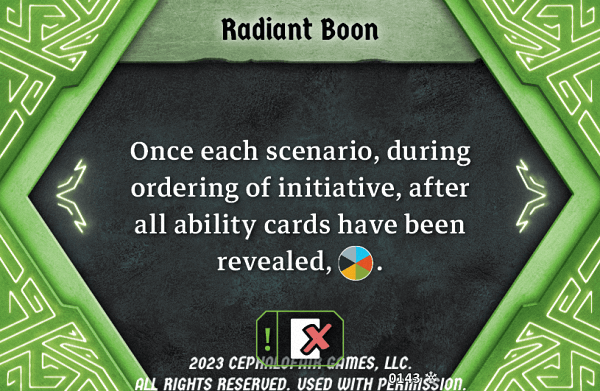 Radiant Boon
Once each scenario, during
ordering of initiative, after
all ability cards have been
revealed, .
!
2023 CEPHALOFAIR GAMES, LLC.
0143
ALL RIGHTS RESERVED. USED WITH PERMISSION.